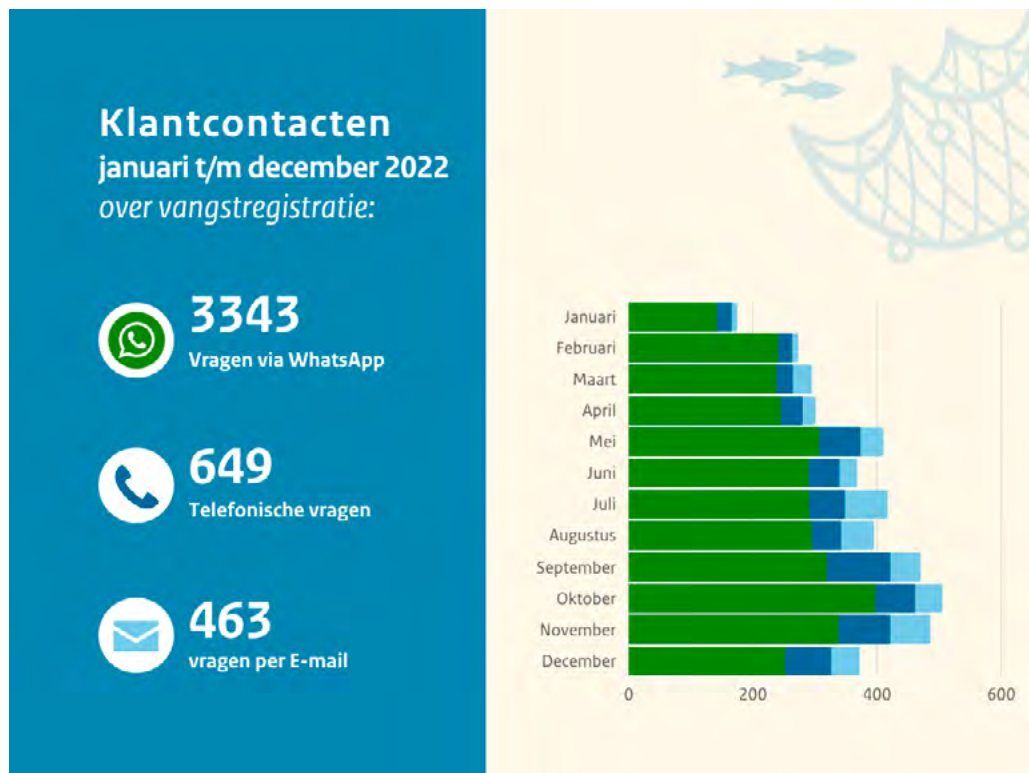 Klantcontacten
januari t/m december 2022
over vangstregistratie:
3343
Vragen via WhatsApp
649
Telefonische vragen
463
vragen per E-mail
Januari
Februari
Maart
April
Mei
Juni
Juli
Augustus
September
Oktober
November
December
0 200 400 600